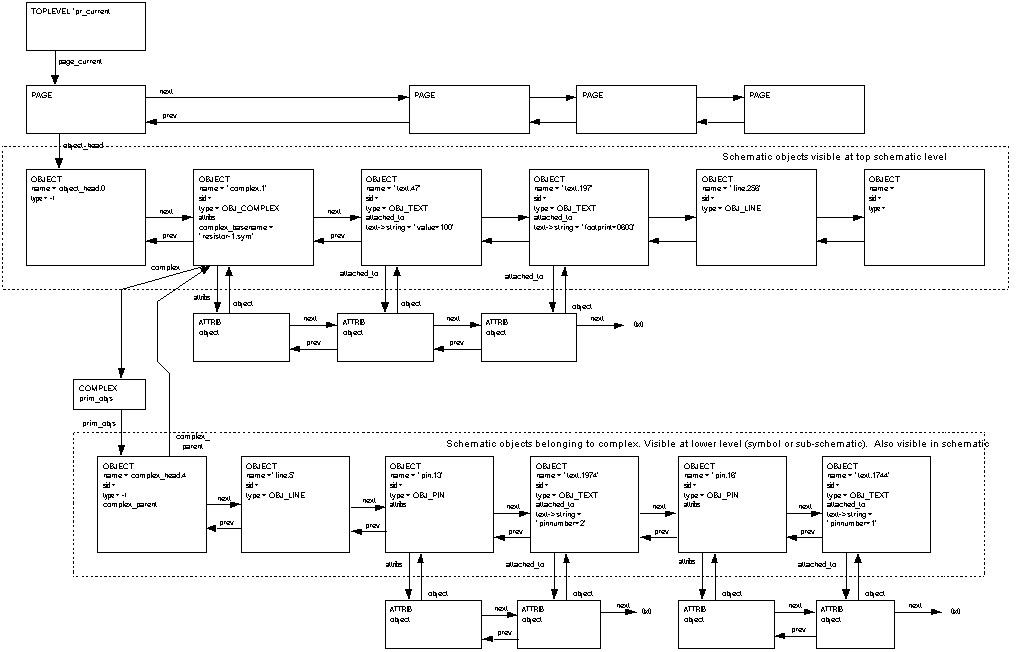 TOPLEVEL *pr_current
page_current
PAGE
next
prev
PAGE
PAGE
object_head
Schematic objects visible at top schematic level
OBJECT
name = object_head.0
type = -1
next
prev
OBJECT
name = "complex.1"
sid =
type = OBJ_COMPLEX
attribs
complex_basename =
"resistor-1.sym"
next
prev
OBJECT
name = "text.47"
sid =
type = OBJ_TEXT
attached_to
text->string = "value=100"
OBJECT
name = "text.197"
sid =
type = OBJ_TEXT
attached_to
text->string = "footprint=0603"
OBJECT
name = "line.256"
sid =
type = OBJ_LINE
OBJECT
name =
sid =
type =
complex
attribs
object
attached_to
object
attached_to
object
ATTRIB
object
next
prev
ATTRIB
object
next
prev
ATTRIB
object
next
COMPLEX
prim_objs
prim_objs
complex_
parent
Schematic objects belonging to complex. Visible at lower level (symbol or sub-schematic). Also visible in schematic
OBJECT
name = complex_head.4
sid =
type = -1
complex_parent
next
prev
OBJECT
name = "line.5"
sid =
type = OBJ_LINE
next
prev
OBJECT
name = "pin.13"
sid =
type = OBJ_PIN
attribs
next
prev
OBJECT
name = "text.1974"
sid =
type = OBJ_TEXT
attached_to
text->string =
"pinnumber=2"
next
prev
OBJECT
name = "pin.16"
sid =
type = OBJ_PIN
attribs
next
prev
OBJECT
name = "text.1744"
sid =
type = OBJ_TEXT
attached_to
text->string =
"pinnumber=1"
attribs
object
attached_to
object
attribs
object
attached_to
object
ATTRIB
object
next
prev
ATTRIB
object
next
ATTRIB
object
next
prev
ATTRIB
object
next